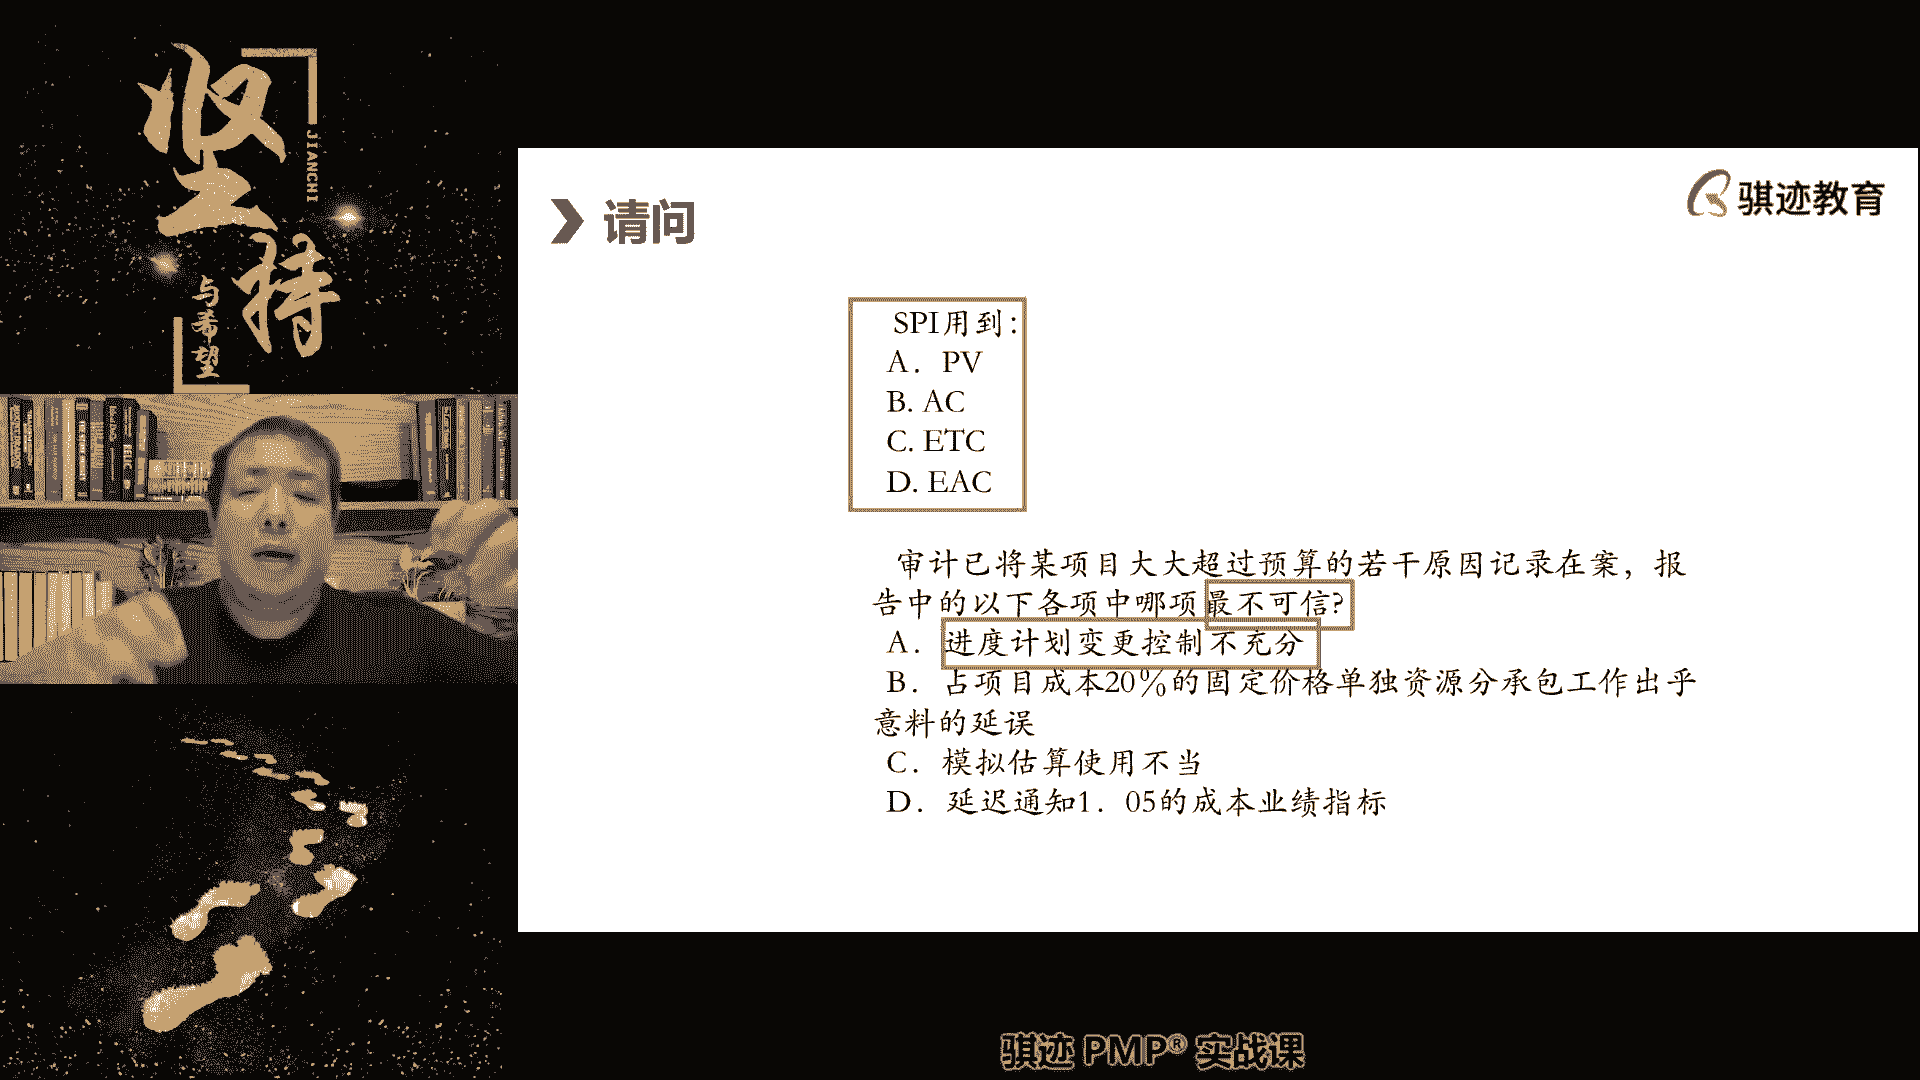 坚持
JIANCHI
与希望
请问
骐迹教育
SPI用到：
A．PV
B. AC
C. ETC
D. EAC
审计已将某项目大大超过预算的若干原因记录在案，报
告中的以下各项中哪项最不可信?
A．进度计划变更控制不充分
B．占项目成本20％的固定价格单独资源分承包工作出乎
意料的延误
C．模拟估算使用不当
D．延迟通知1．05的成本业绩指标
骐迹 PMP® 实战课